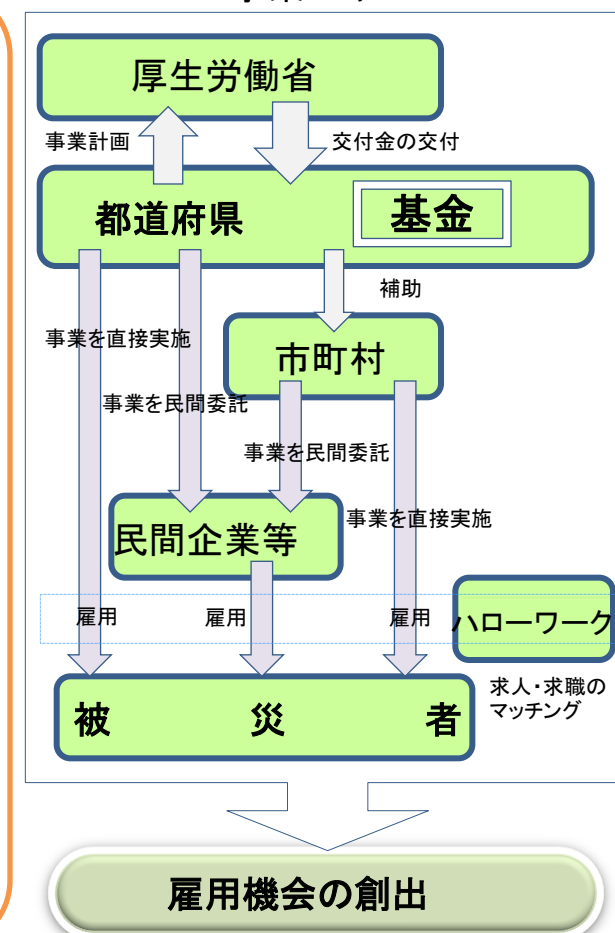 厚生労働省
事業計画
交付金の交付
都道府県
基金
補助
事業を直接実施
市町村
事業を民間委託
事業を民間委託
民間企業等
事業を直接実施
雇用
雇用
雇用
ハローワーク
被災者
求人・求職の
マッチング
雇用機会の創出